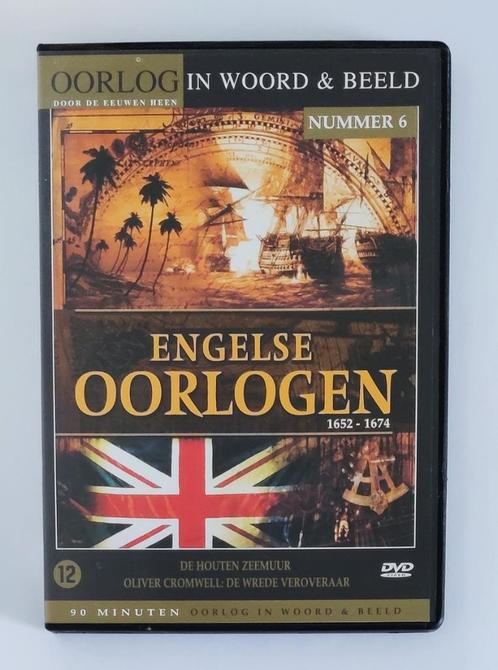 OORLOG IN WOORD & BEELD
DOOR DE EEUWEN HEEN
NUMMER 6
ENGELSE
OORLOGEN
1652 - 1674
DE HOUTEN ZEEMUUR
OLIVER CROMWELL: DE WREDE VEROVERAAR
12
DVD
VIDEO
90 MINUTEN OORLOG IN WOORD & BEELD